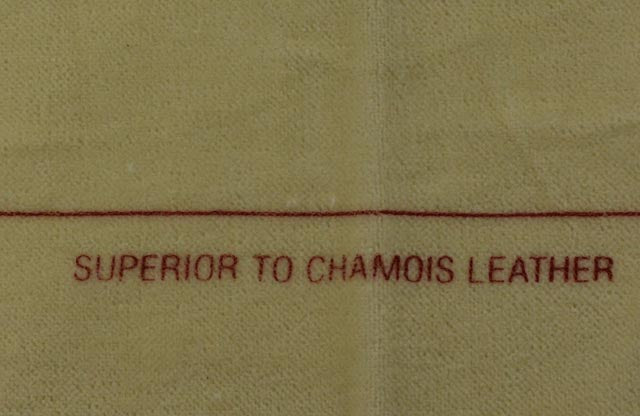 SUPERIOR TO CHAMOIS LEATHER